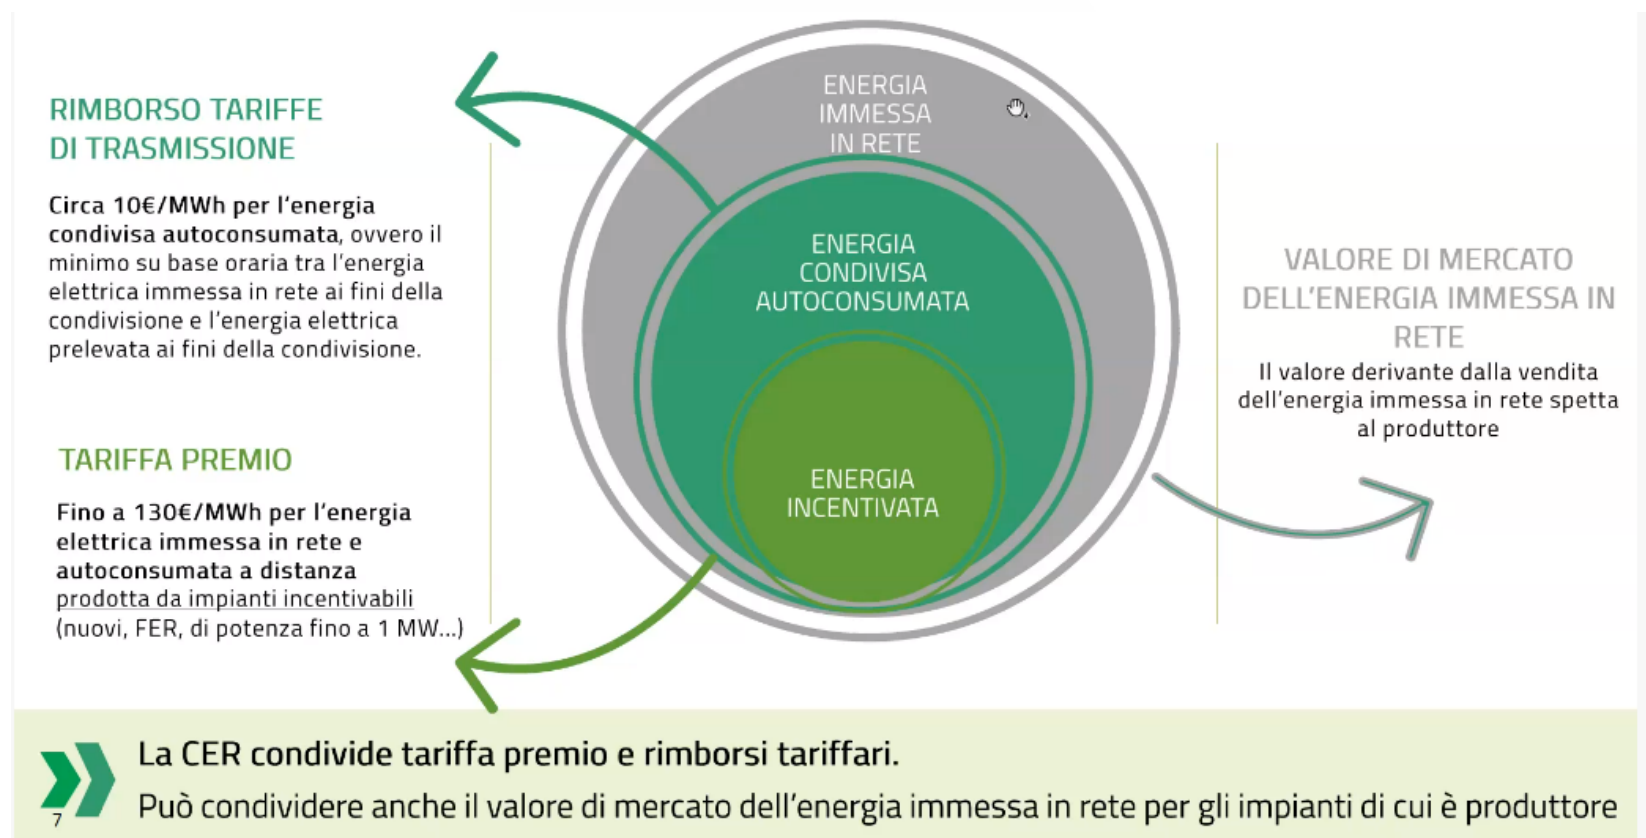 RIMBORSO TARIFFE
DI TRASMISSIONE
Circa 10€/MWh per l'energia
condivisa autoconsumata, ovvero il
minimo su base oraria tra l'energia
elettrica immessa in rete ai fini della
condivisione e l'energia elettrica
prelevata ai fini della condivisione.
TARIFFA PREMIO
Fino a 130€/MWh per l'energia
elettrica immessa in rete e
autoconsumata a distanza
prodotta da impianti incentivabili
(nuovi, FER, di potenza fino a 1 MW...)
ENERGIA
IMMESSA
IN RETE
ENERGIA
CONDIVISA
AUTOCONSUMATA
ENERGIA
INCENTIVATA
VALORE DI MERCATO
DELL'ENERGIA IMMESSA IN
RETE
Il valore derivante dalla vendita
dell'energia immessa in rete spetta
al produttore
La CER condivide tariffa premio e rimborsi tariffari.
Può condividere anche il valore di mercato dell'energia immessa in rete per gli impianti di cui è produttore
7